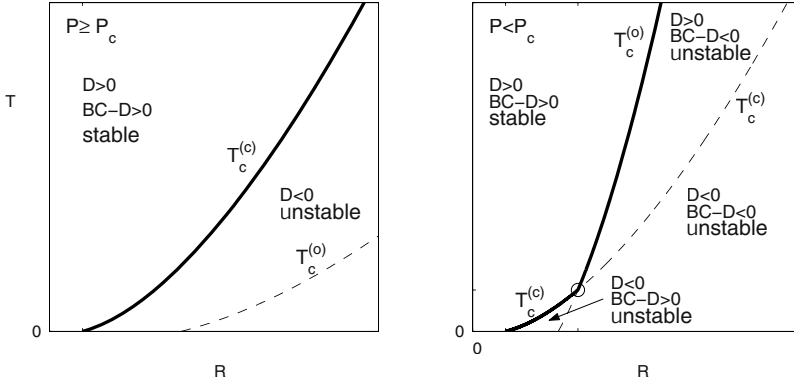 P≥ P_c
D>0
BC−D>0
stable
T
T_c^(c)
D<0
unstable
T_c^(o)
0
R
P<P_c
T_c^(o)
D>0
BC−D<0
unstable
D>0
BC−D>0
stable
T_c^(c)
D<0
BC−D<0
unstable
T_c^(c)
D<0
BC−D>0
unstable
0
0
R